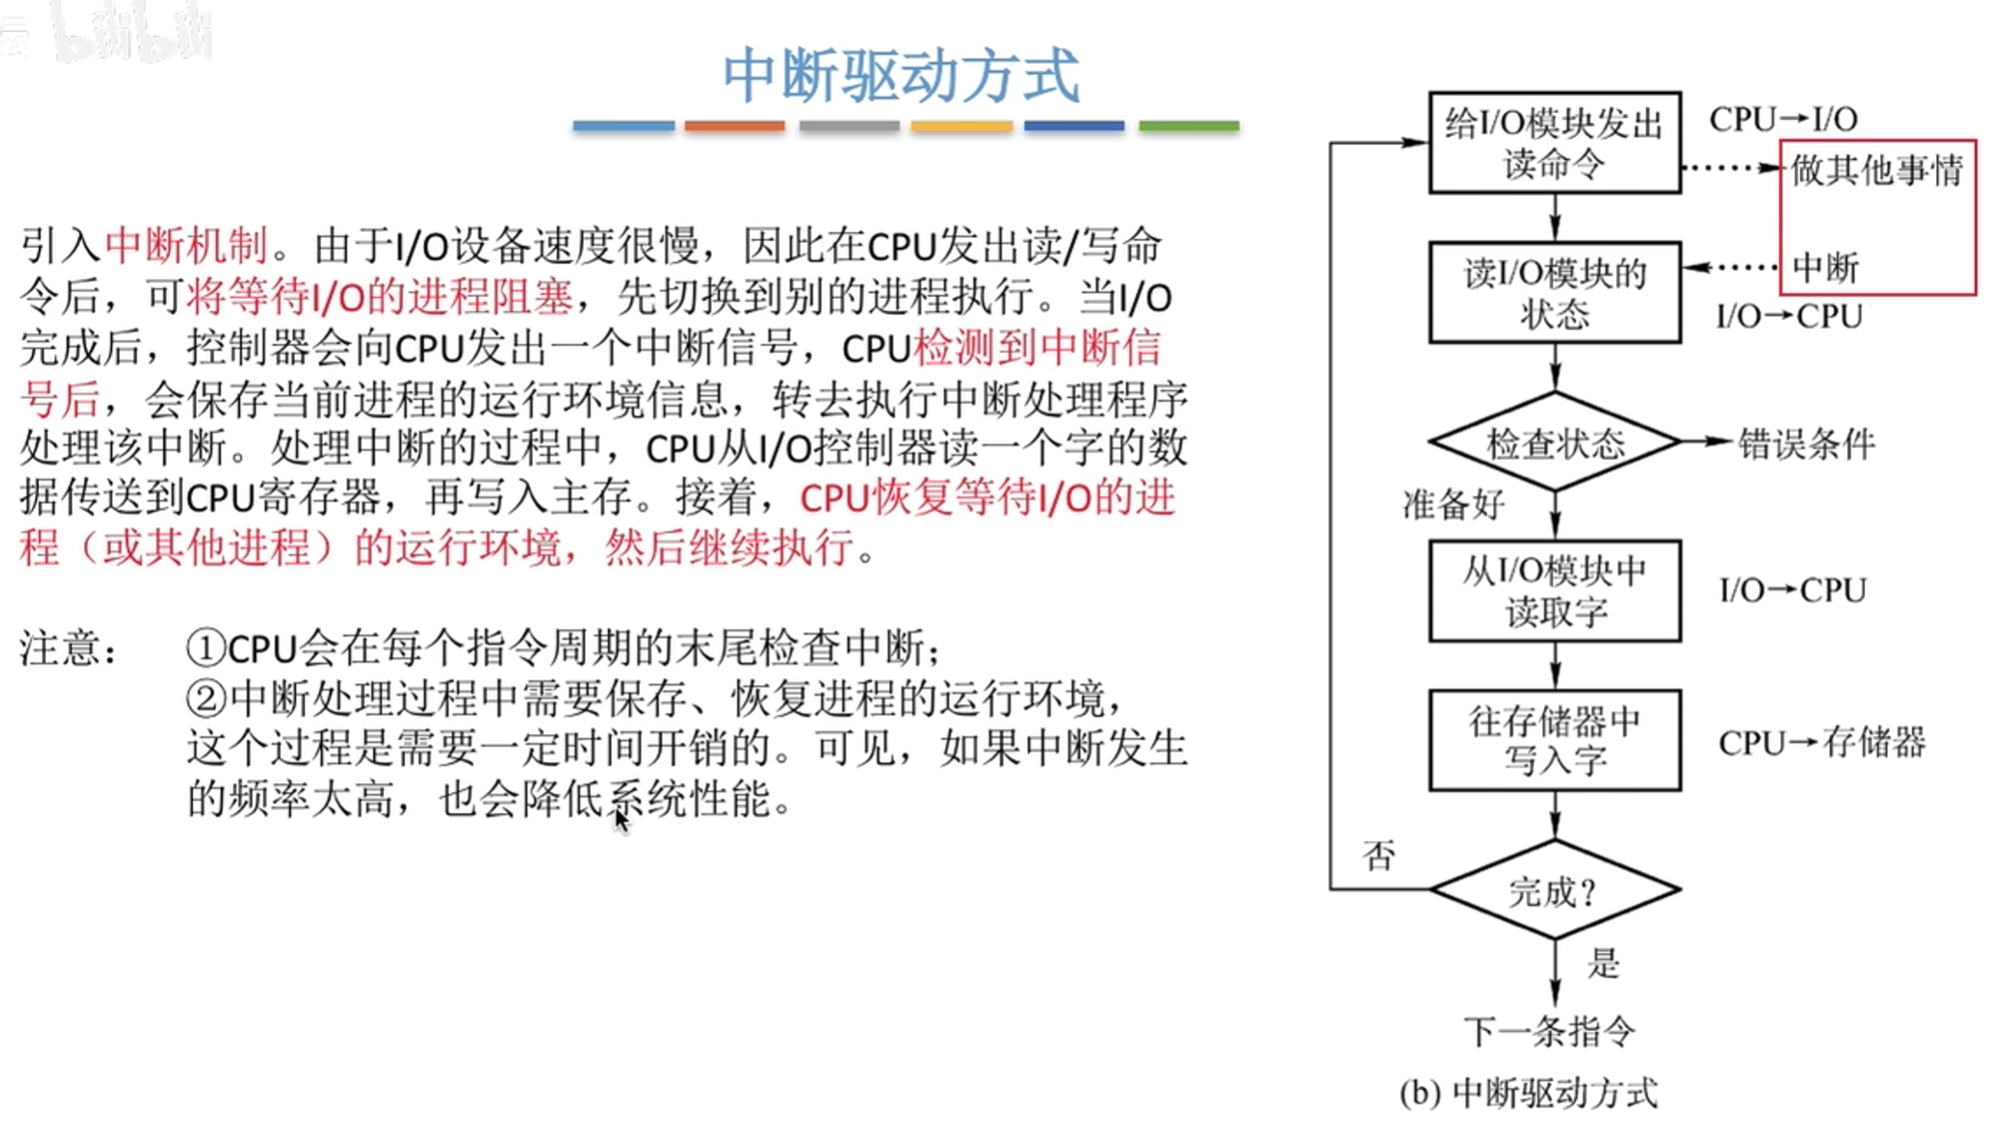 bilibili
中断驱动方式
引入中断机制。由于I/O设备速度很慢，因此在CPU发出读/写命
令后，可将等待I/O的进程阻塞，先切换到别的进程执行。当I/O
完成后，控制器会向CPU发出一个中断信号，CPU检测到中断信
号后，会保存当前进程的运行环境信息，转去执行中断处理程序
处理该中断。处理中断的过程中，CPU从I/O控制器读一个字的数
据传送到CPU寄存器，再写入主存。接着，CPU恢复等待I/O的进
程（或其他进程）的运行环境，然后继续执行。
注意： ①CPU会在每个指令周期的末尾检查中断；
②中断处理过程中需要保存、恢复进程的运行环境，
这个过程是需要一定时间开销的。可见，如果中断发生
的频率太高，也会降低系统性能。
给I/O模块发出
读命令
CPU→I/O
做其他事情
读I/O模块的
状态
中断
I/O→CPU
检查状态
错误条件
准备好
从I/O模块中
读取字
I/O→CPU
往存储器中
写入字
CPU→存储器
否
完成？
是
下一条指令
(b) 中断驱动方式